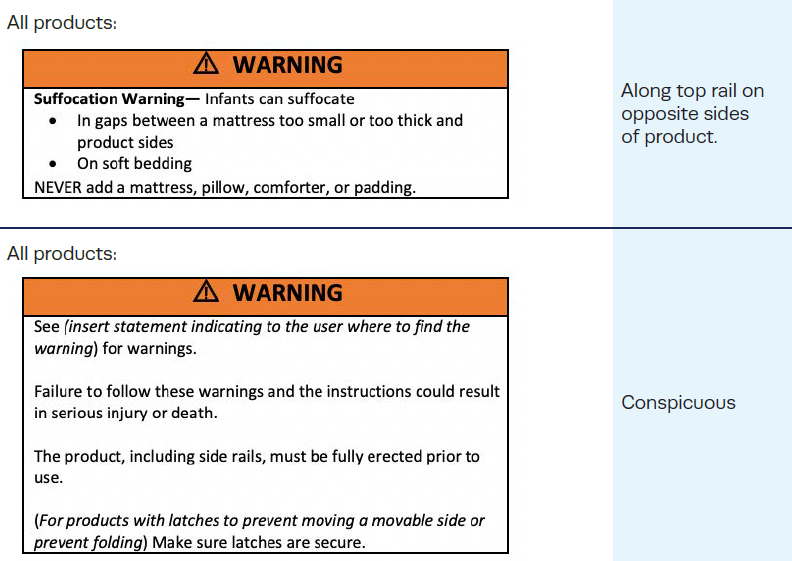 All products:
⚠ WARNING
Suffocation Warning— Infants can suffocate
• In gaps between a mattress too small or too thick and
product sides
• On soft bedding
NEVER add a mattress, pillow, comforter, or padding.
Along top rail on
opposite sides
of product.
All products:
⚠ WARNING
See (insert statement indicating to the user where to find the
warning) for warnings.
Failure to follow these warnings and the instructions could result
in serious injury or death.
The product, including side rails, must be fully erected prior to
use.
(For products with latches to prevent moving a movable side or
prevent folding) Make sure latches are secure.
Conspicuous